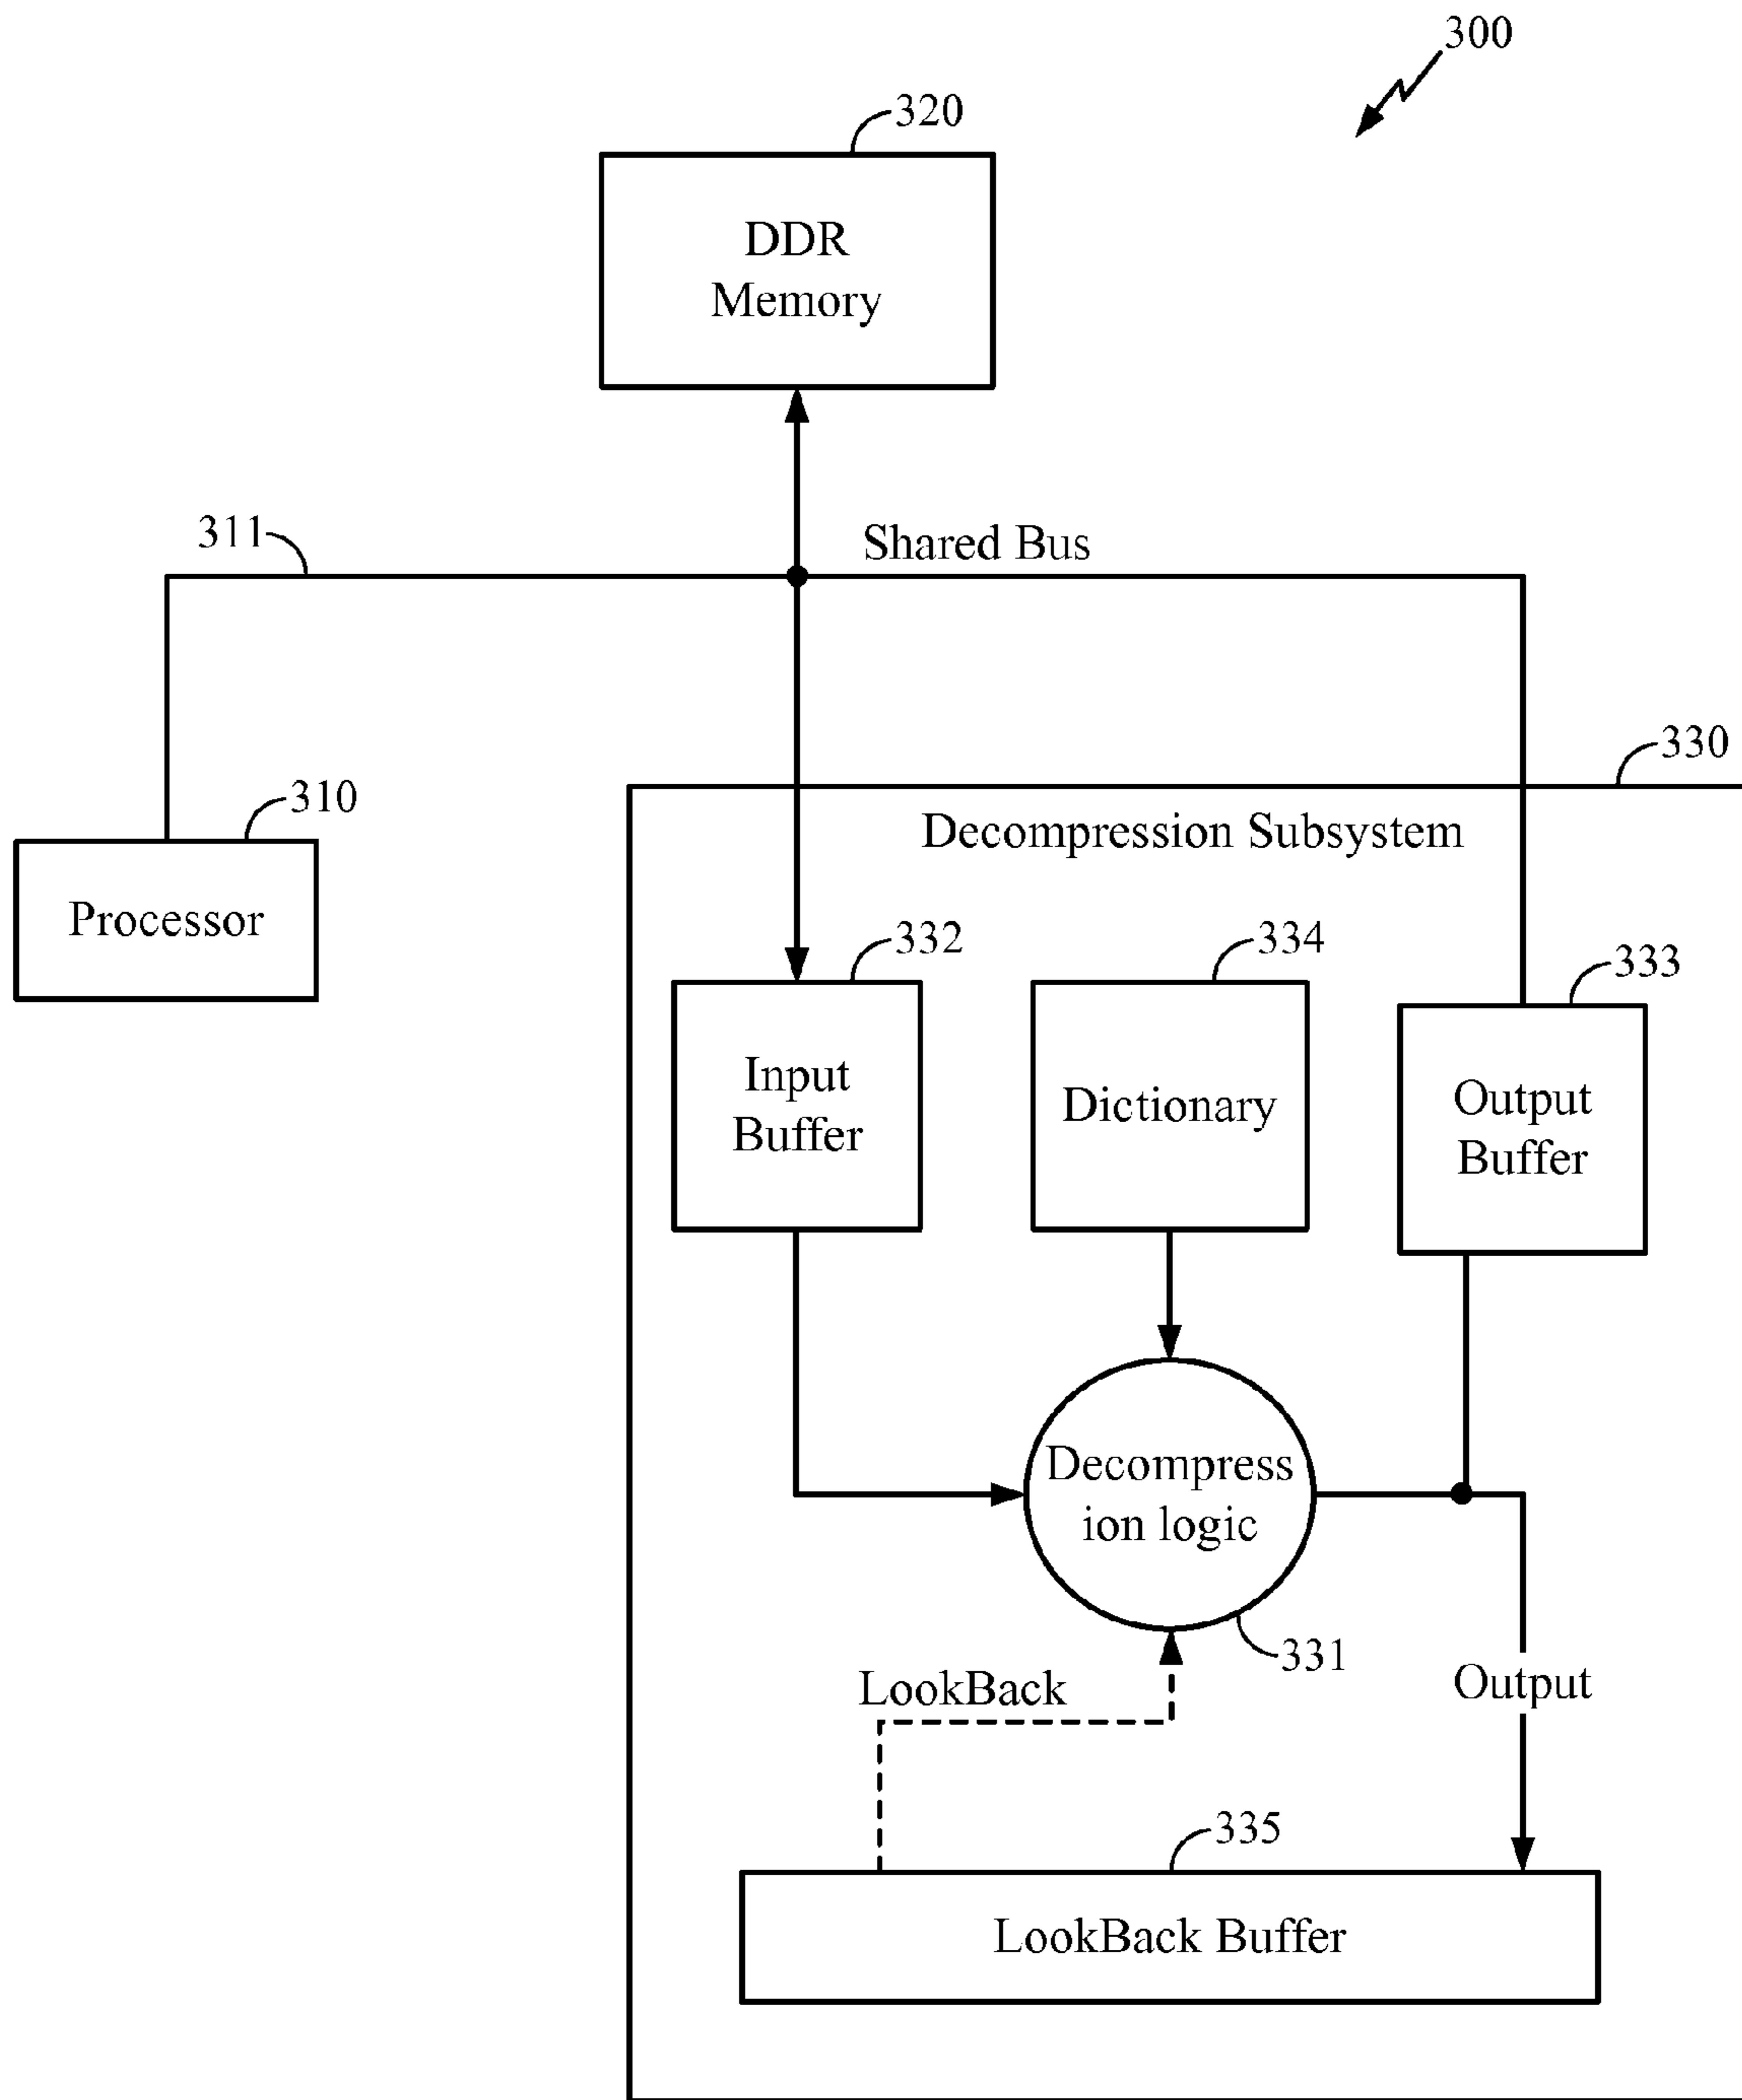 300
320
DDR
Memory
311
Shared Bus
330
310
Decompression Subsystem
Processor
332
334
333
Input
Buffer
Dictionary
Output
Buffer
Decompress
ion logic
331
LookBack
Output
335
LookBack Buffer